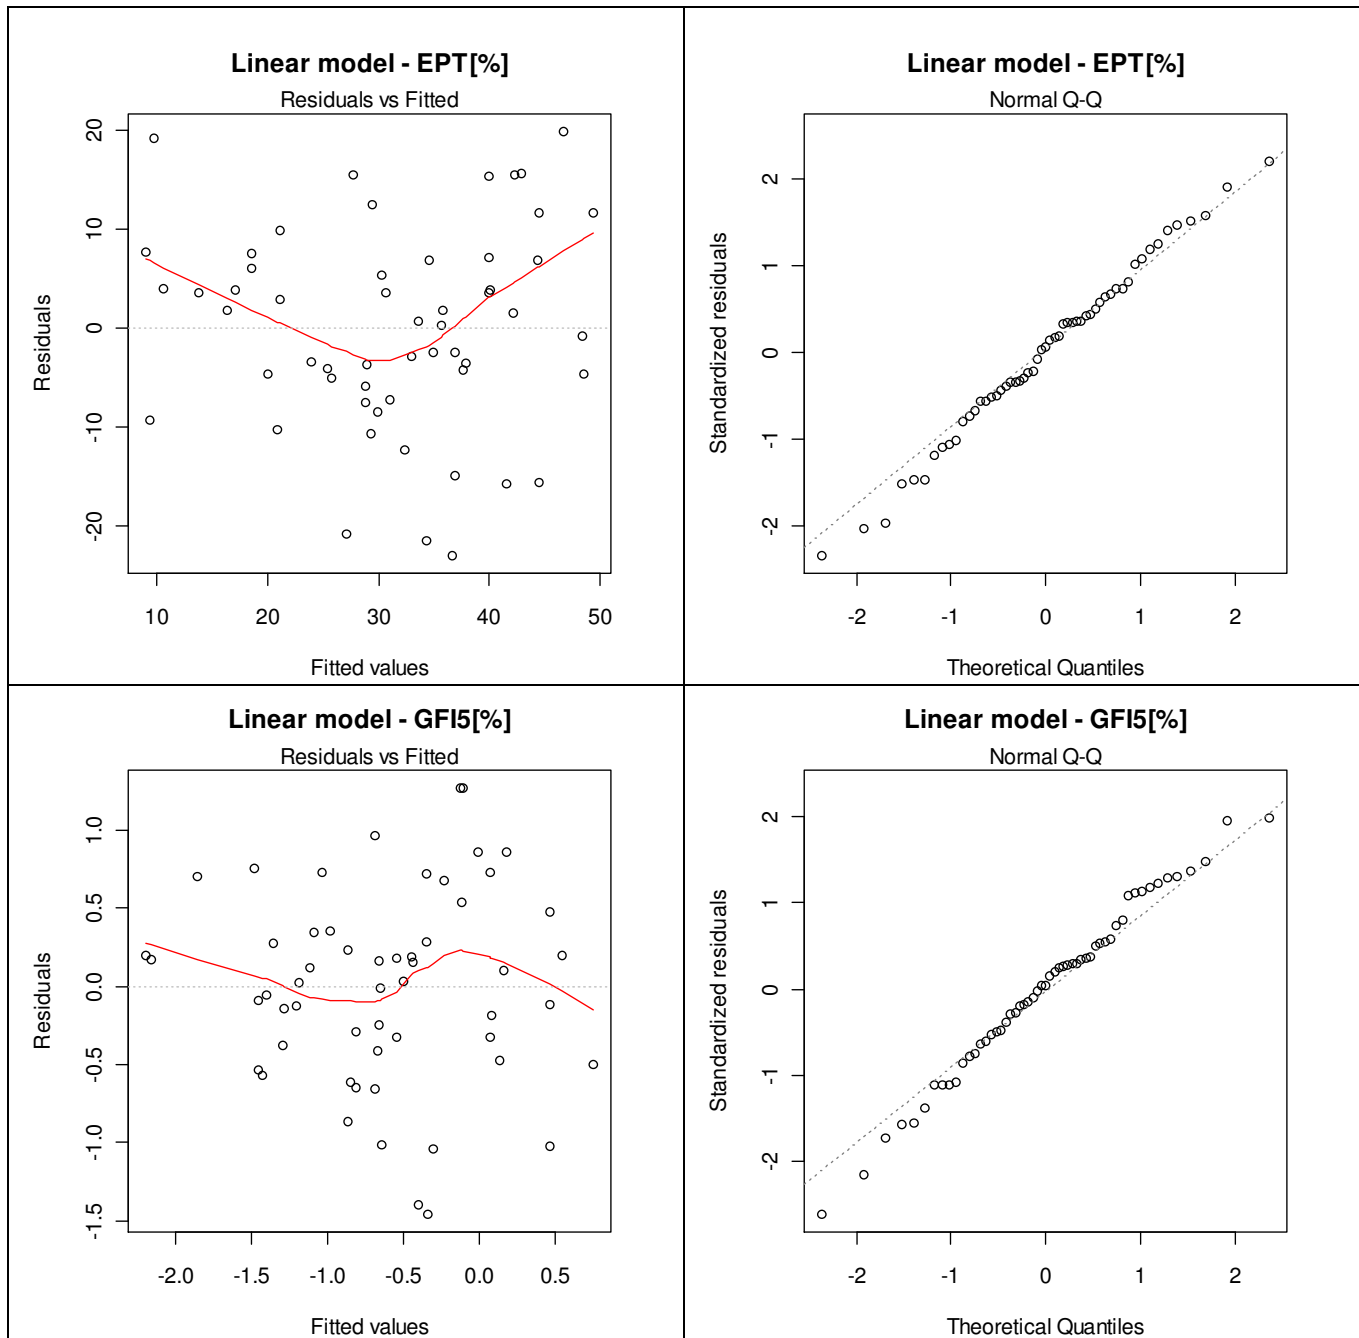 Linear model - EPT[%]
Residuals vs Fitted
Residuals
20
10
0
-10
-20
10 20 30 40 50
Fitted values
Linear model - EPT[%]
Normal Q-Q
Standardized residuals
2
1
0
-1
-2
-2 -1 0 1 2
Theoretical Quantiles
Linear model - GFI5[%]
Residuals vs Fitted
Residuals
1.0
0.5
0.0
-0.5
-1.0
-1.5
-2.0 -1.5 -1.0 -0.5 0.0 0.5
Fitted values
Linear model - GFI5[%]
Normal Q-Q
Standardized residuals
2
1
0
-1
-2
-2 -1 0 1 2
Theoretical Quantiles